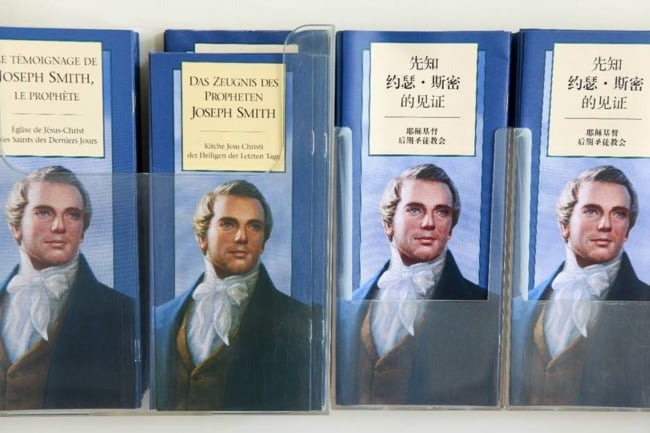 LE TÉMOIGNAGE DE
JOSEPH SMITH,
LE PROPHÈTE
Église de Jésus-Christ
des Saints des Derniers Jours
DAS ZEUGNIS DES
PROPHETEN
JOSEPH SMITH
Kirche Jesu Christi
der Heiligen der Letzten Tage
先知
约瑟・斯密
的见证
耶稣基督
后期圣徒教会
先知
约瑟・斯密
的见证
耶稣基督
后期圣徒教会